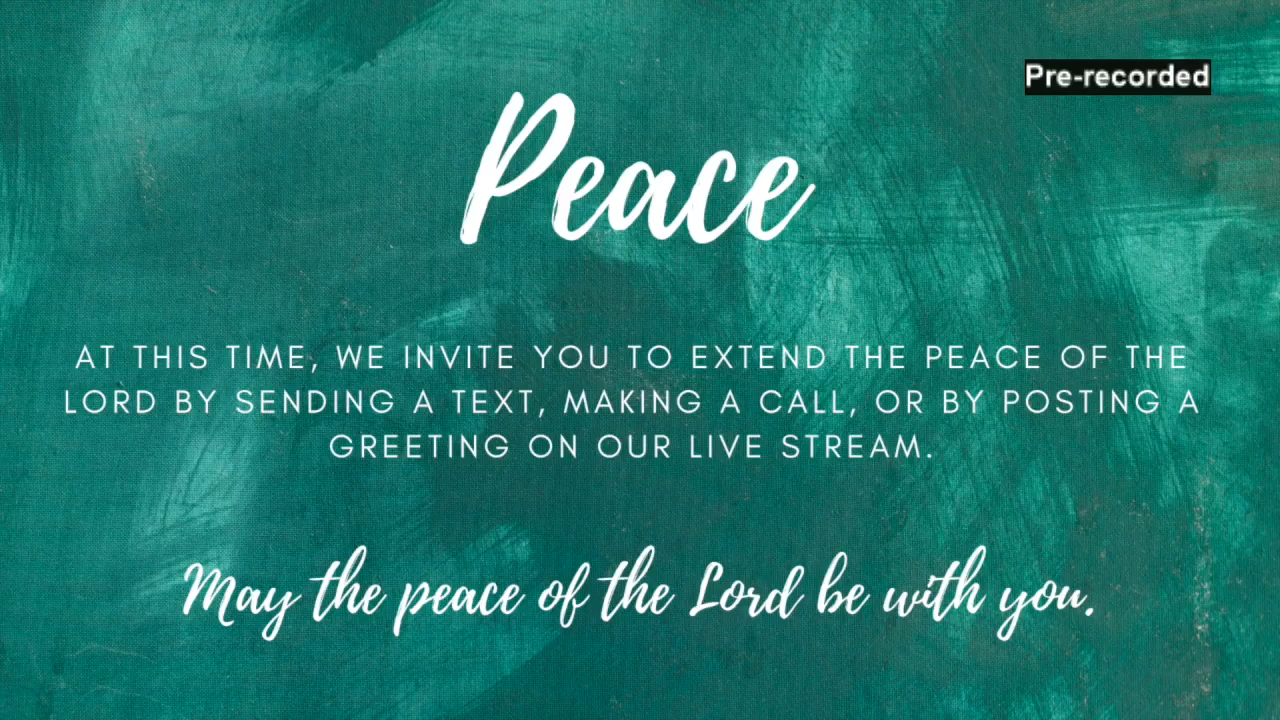 Pre-recorded
Peace
AT THIS TIME, WE INVITE YOU TO EXTEND THE PEACE OF THE
LORD BY SENDING A TEXT, MAKING A CALL, OR BY POSTING A
GREETING ON OUR LIVE STREAM.
May the peace of the Lord be with you.